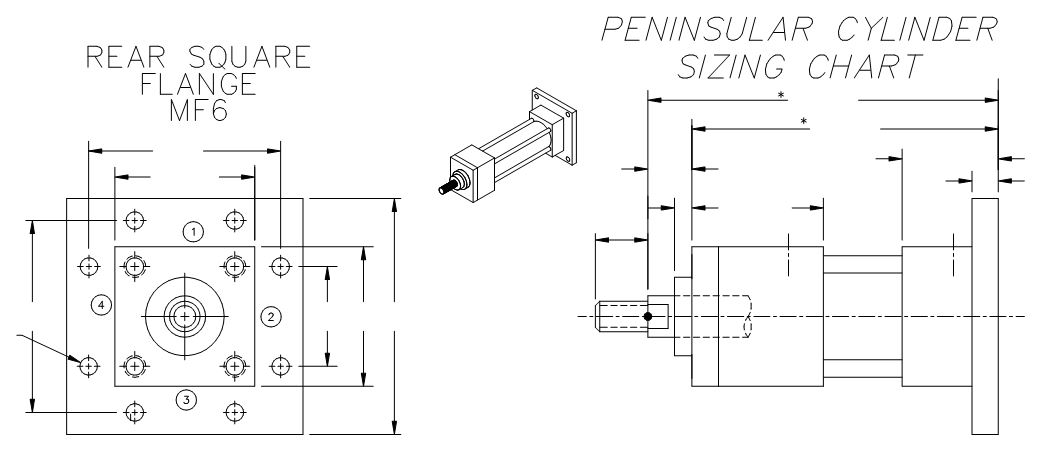 REAR SQUARE
FLANGE
MF6
PENINSULAR CYLINDER
SIZING CHART
*
*
1
2
3
4